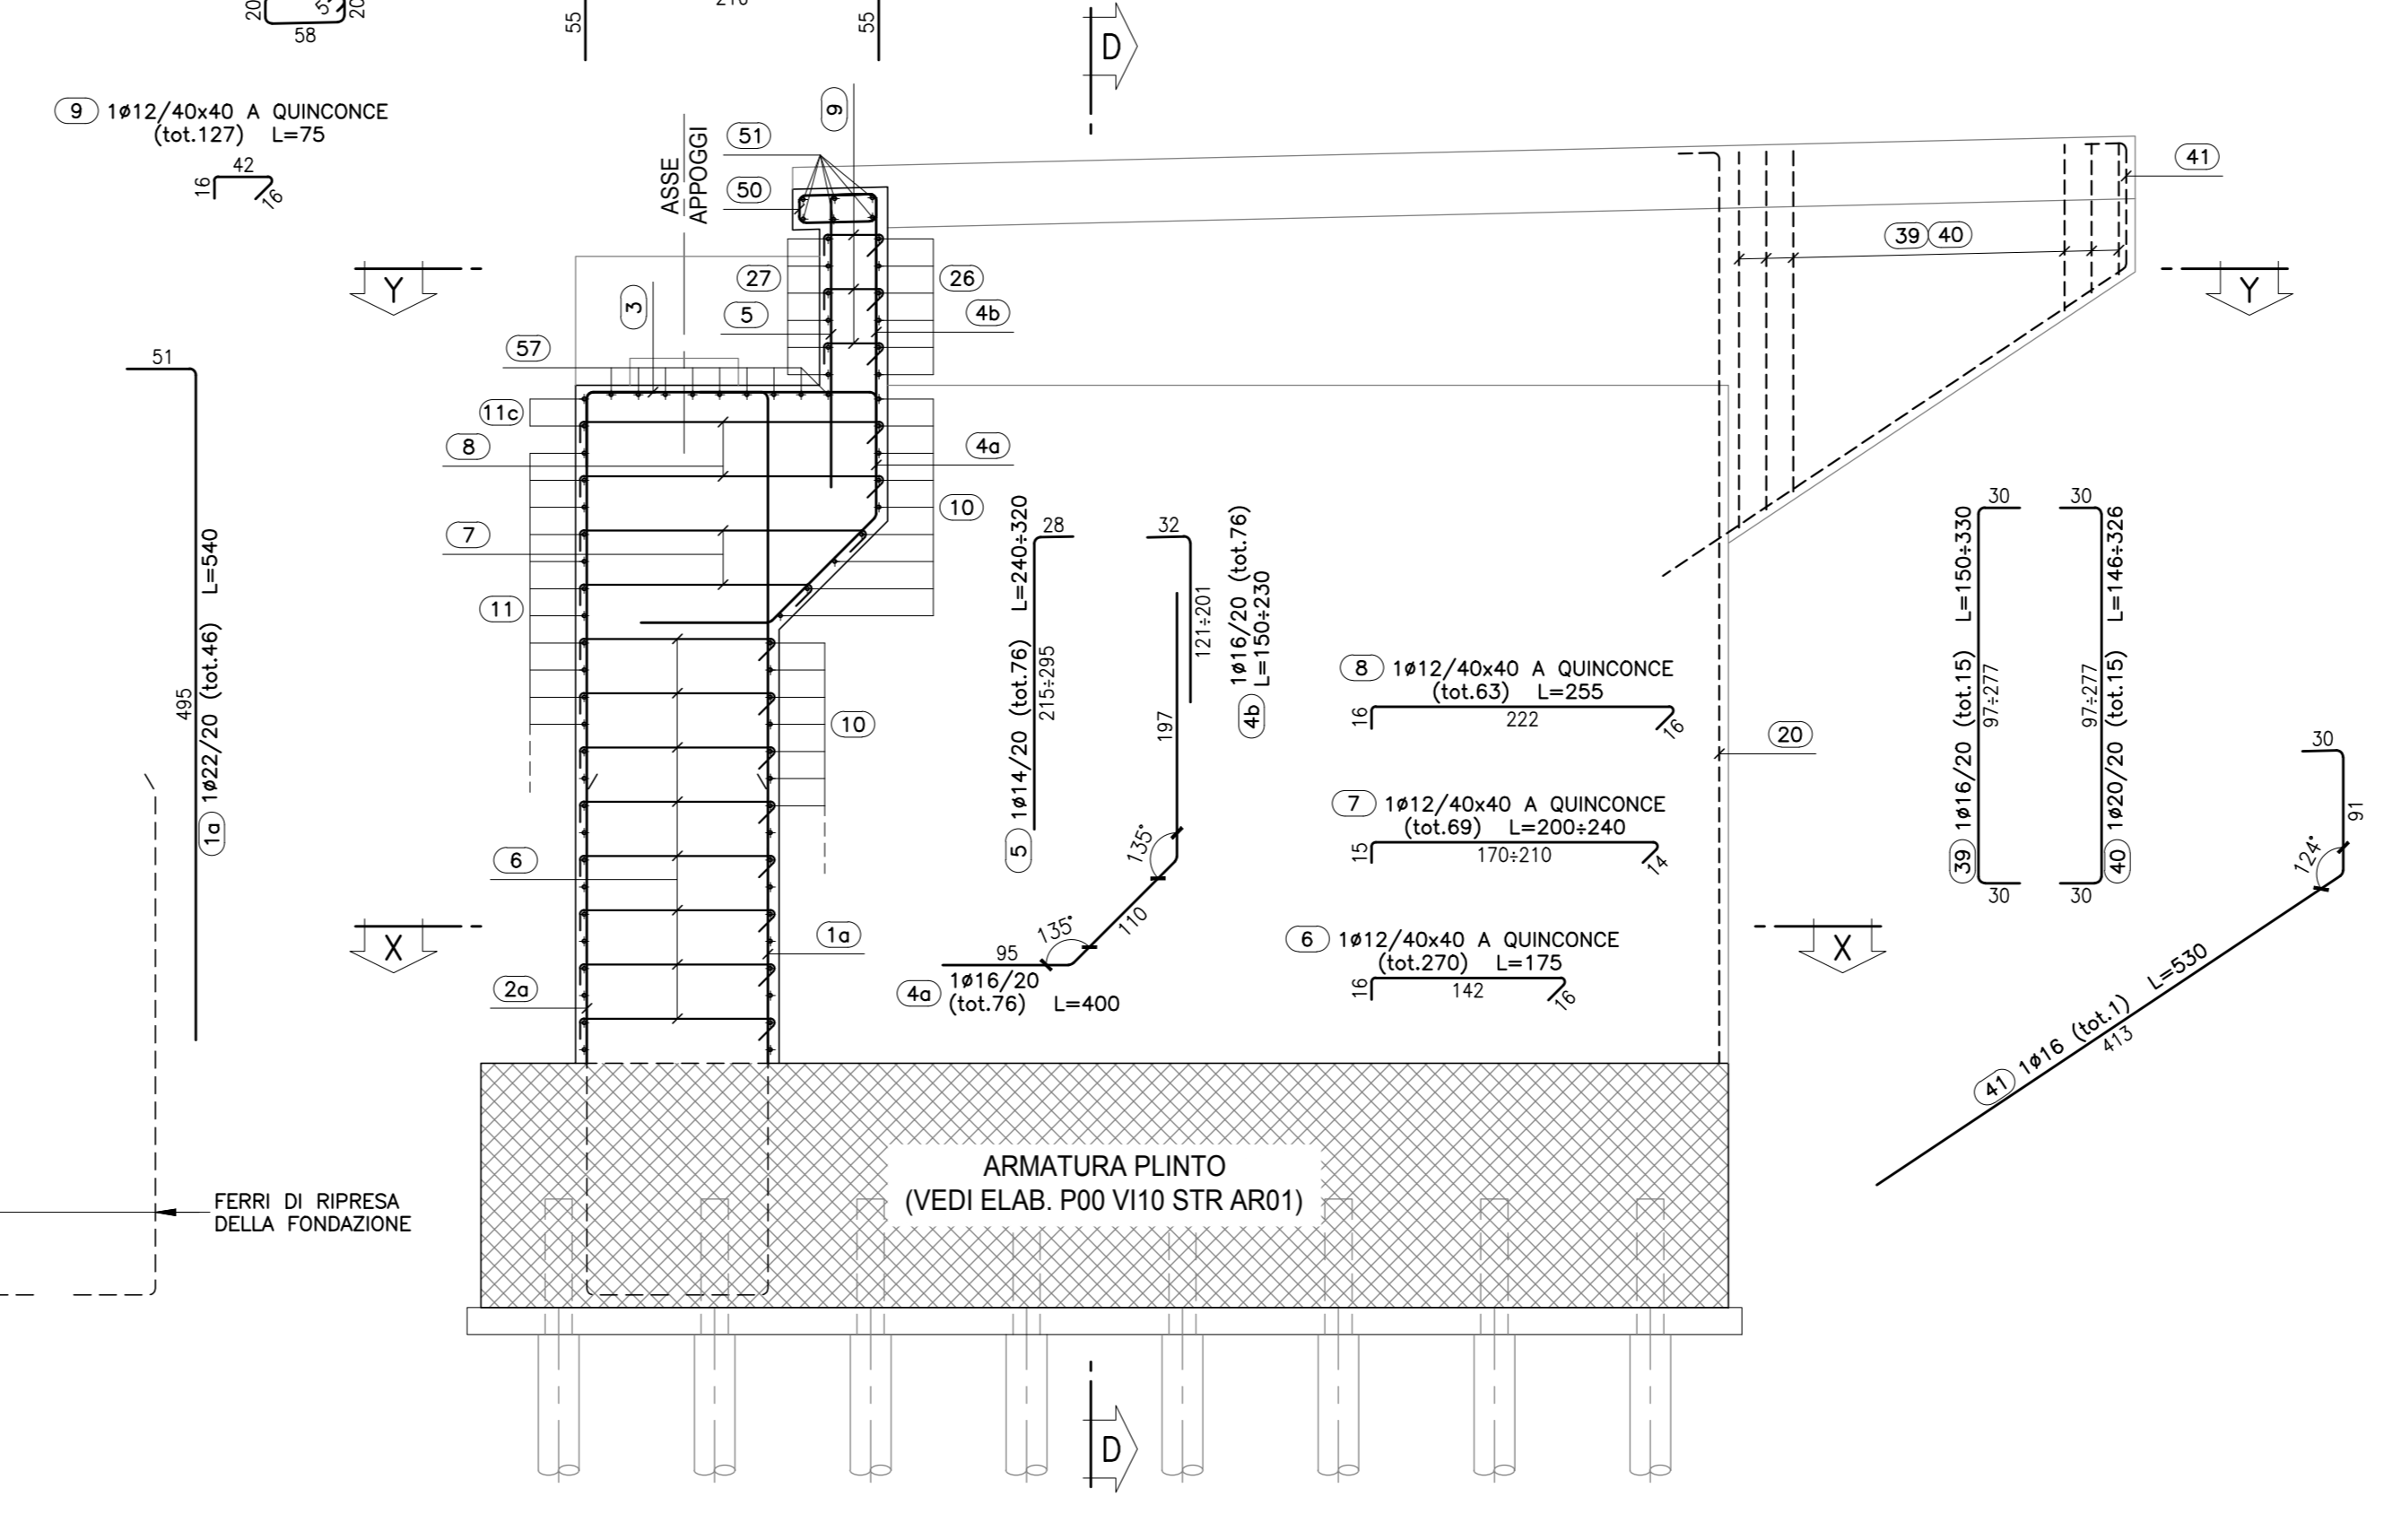 20
5
20
58
55
210
55
D
9 1ø12/40x40 A QUINCONCE
(tot.127) L=75
42
16
16
ASSE
APPOGGI
51
9
50
41
39 40
Y
Y
27
26
3
5
4b
57
51
11c
8
4a
10
7
11
1a 1ø22/20 (tot.46) L=540
495
5 1ø14/20 (tot.76) L=240÷320
28
215÷295
32
121÷201
4b 1ø16/20 (tot.76)
L=150÷230
197
135°
110
135°
95
4a 1ø16/20
(tot.76) L=400
8 1ø12/40x40 A QUINCONCE
(tot.63) L=255
16
222
16
7 1ø12/40x40 A QUINCONCE
(tot.69) L=200÷240
15
170÷210
14
6 1ø12/40x40 A QUINCONCE
(tot.270) L=175
16
142
16
20
10
6
1a
2a
X
X
39 1ø16/20 (tot.15) L=150÷330
30
97÷277
30
40 1ø20/20 (tot.15) L=146÷326
30
97÷277
30
30
91
124°
41 1ø16 (tot.1) L=530
413
ARMATURA PLINTO
(VEDI ELAB. P00 VI10 STR AR01)
FERRI DI RIPRESA
DELLA FONDAZIONE
D